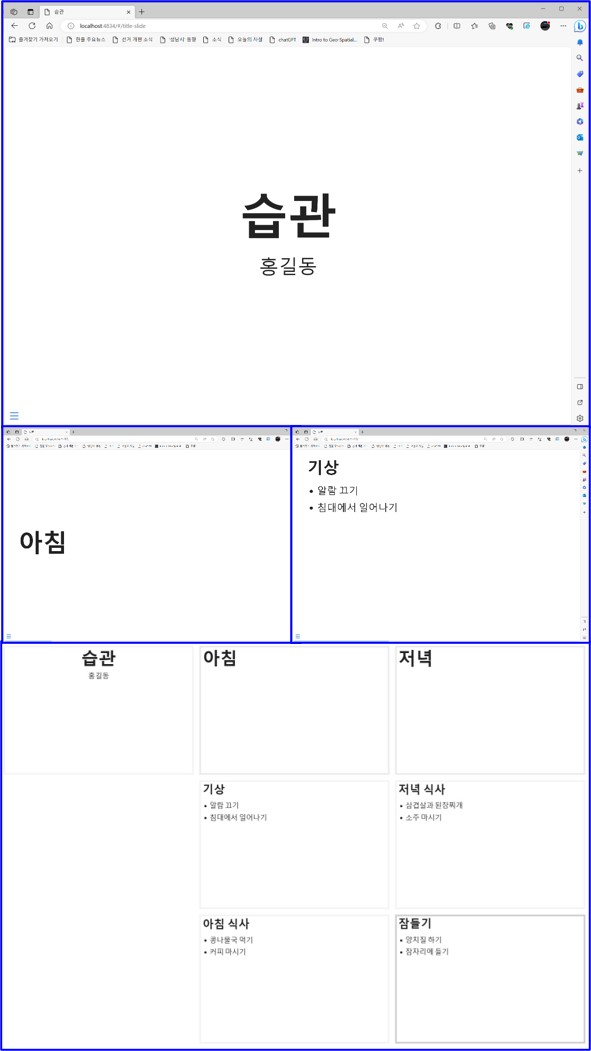 습관
localhost:4834/#/title-slide
즐겨찾기 가져오기
한울 주요뉴스
선거 개편 소식
'성남시' 동향
소식
오늘의 사설
chatGPT
Intro to Geo-Spatial...
쿠팡!
습관
홍길동
아침
기상
• 알람 끄기
• 침대에서 일어나기
습관
홍길동
아침
저녁
기상
• 알람 끄기
• 침대에서 일어나기
저녁 식사
• 삼겹살과 된장찌개
• 소주 마시기
아침 식사
• 콩나물국 먹기
• 커피 마시기
잠들기
• 양치질 하기
• 잠자리에 들기